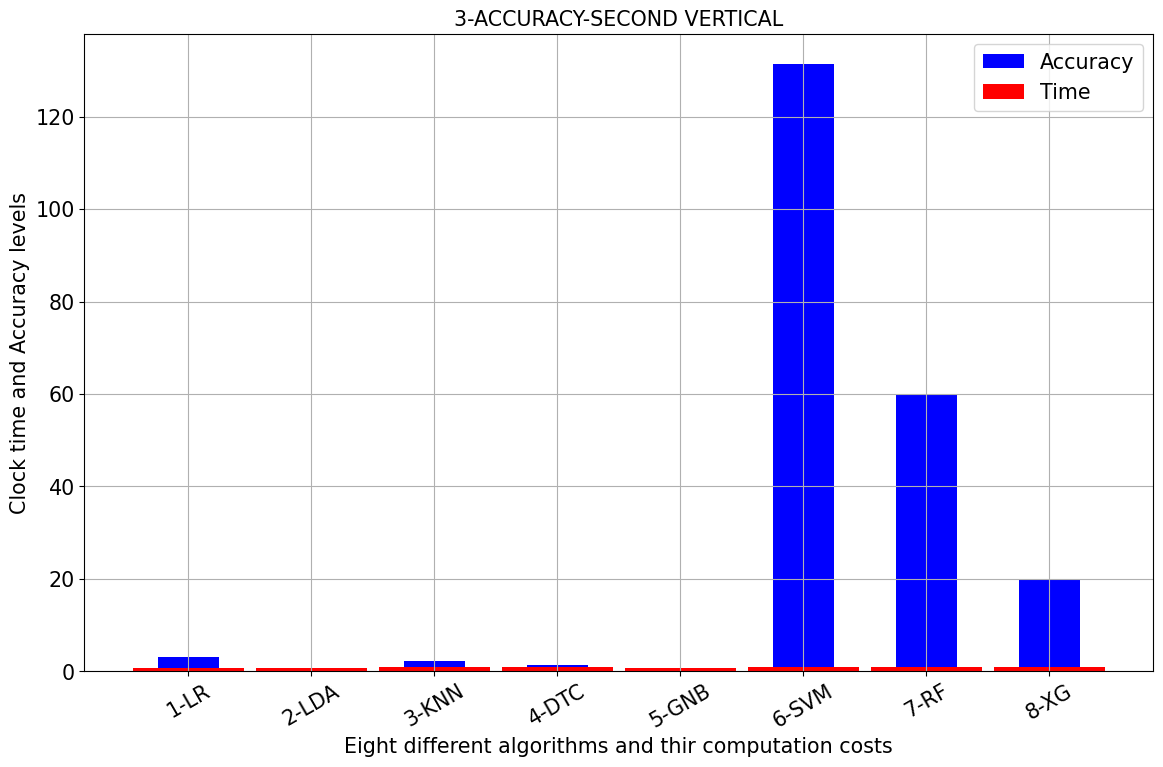 3-ACCURACY-SECOND VERTICAL
Accuracy
Time
Clock time and Accuracy levels
120
100
80
60
40
20
0
1-LR
2-LDA
3-KNN
4-DTC
5-GNB
6-SVM
7-RF
8-XG
Eight different algorithms and thir computation costs